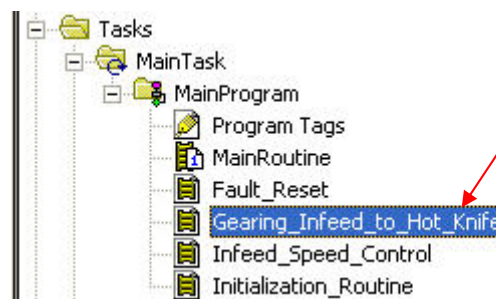 Tasks
MainTask
MainProgram
Program Tags
MainRoutine
Fault_Reset
Gearing_Infeed_to_Hot_Knife
Infeed_Speed_Control
Initialization_Routine